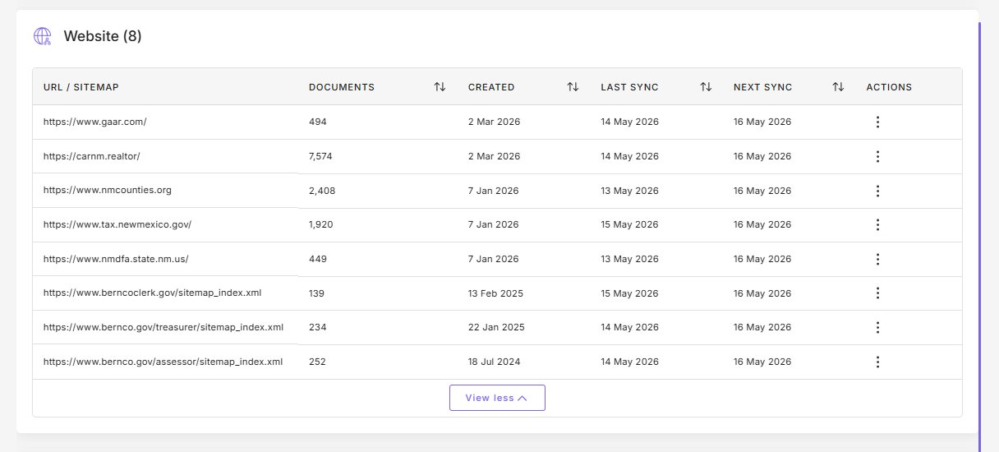 Website (8)
URL / SITEMAP DOCUMENTS CREATED LAST SYNC NEXT SYNC ACTIONS
https://www.gaar.com/ 494 2 Mar 2026 14 May 2026 16 May 2026
https://carnm.realtor/ 7,574 2 Mar 2026 14 May 2026 16 May 2026
https://www.nmcounties.org 2,408 7 Jan 2026 13 May 2026 16 May 2026
https://www.tax.newmexico.gov/ 1,920 7 Jan 2026 15 May 2026 16 May 2026
https://www.nmdfa.state.nm.us/ 449 7 Jan 2026 13 May 2026 16 May 2026
https://www.berncoclerk.gov/sitemap_index.xml 139 13 Feb 2025 15 May 2026 16 May 2026
https://www.bernco.gov/treasurer/sitemap_index.xml 234 22 Jan 2025 14 May 2026 16 May 2026
https://www.bernco.gov/assessor/sitemap_index.xml 252 18 Jul 2024 14 May 2026 16 May 2026
View less